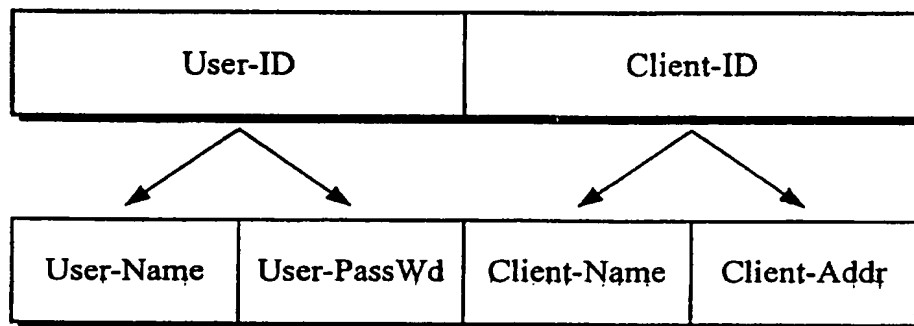 User-ID Client-ID
User-Name User-PassWd Client-Name Client-Addr